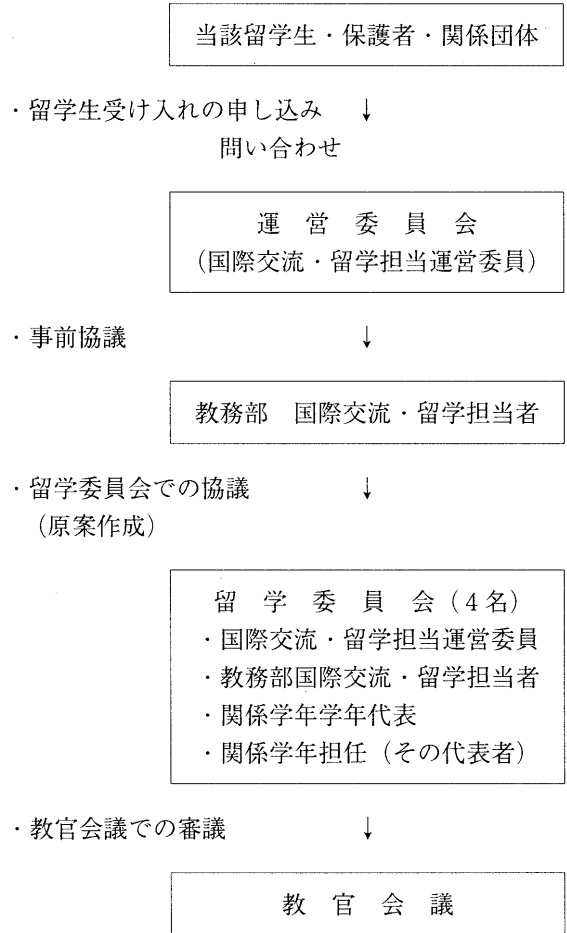 当該留学生・保護者・関係団体
・留学生受け入れの申し込み ↓
問い合わせ
運 営 委 員 会
(国際交流・留学担当運営委員)
・事前協議 ↓
教務部 国際交流・留学担当者
・留学委員会での協議 ↓
(原案作成)
留 学 委 員 会(4名)
・国際交流・留学担当運営委員
・教務部国際交流・留学担当者
・関係学年学年代表
・関係学年担任(その代表者)
・教官会議での審議 ↓
教 官 会 議